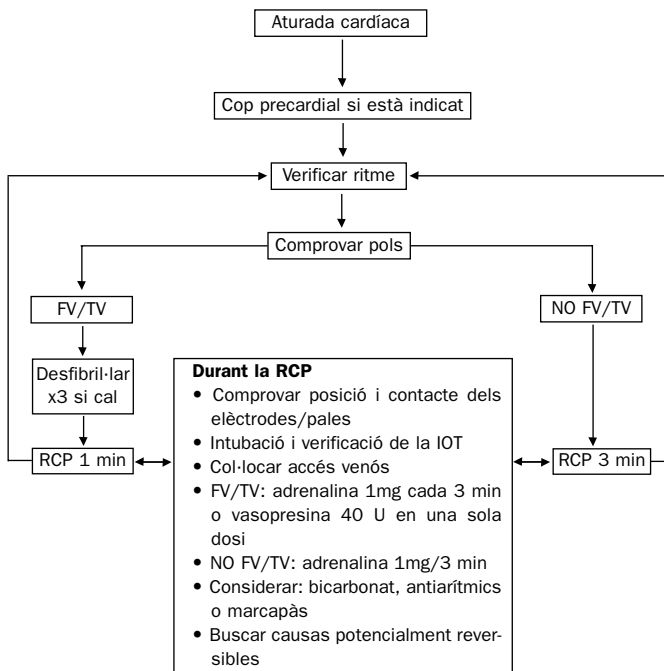 Aturada cardíaca
Cop precardial si està indicat
Verificar ritme
Comprovar pols
FV/TV
NO FV/TV
Desfibril·lar
x3 si cal
RCP 1 min
Durant la RCP
• Comprovar posició i contacte dels
elèctrodes/pales
• Intubació i verificació de la IOT
• Col·locar accés venós
• FV/TV: adrenalina 1mg cada 3 min
o vasopresina 40 U en una sola
dosi
• NO FV/TV: adrenalina 1mg/3 min
• Considerar: bicarbonat, antiarítmics
o marcapàs
• Buscar causas potencialment rever-
sibles
RCP 3 min